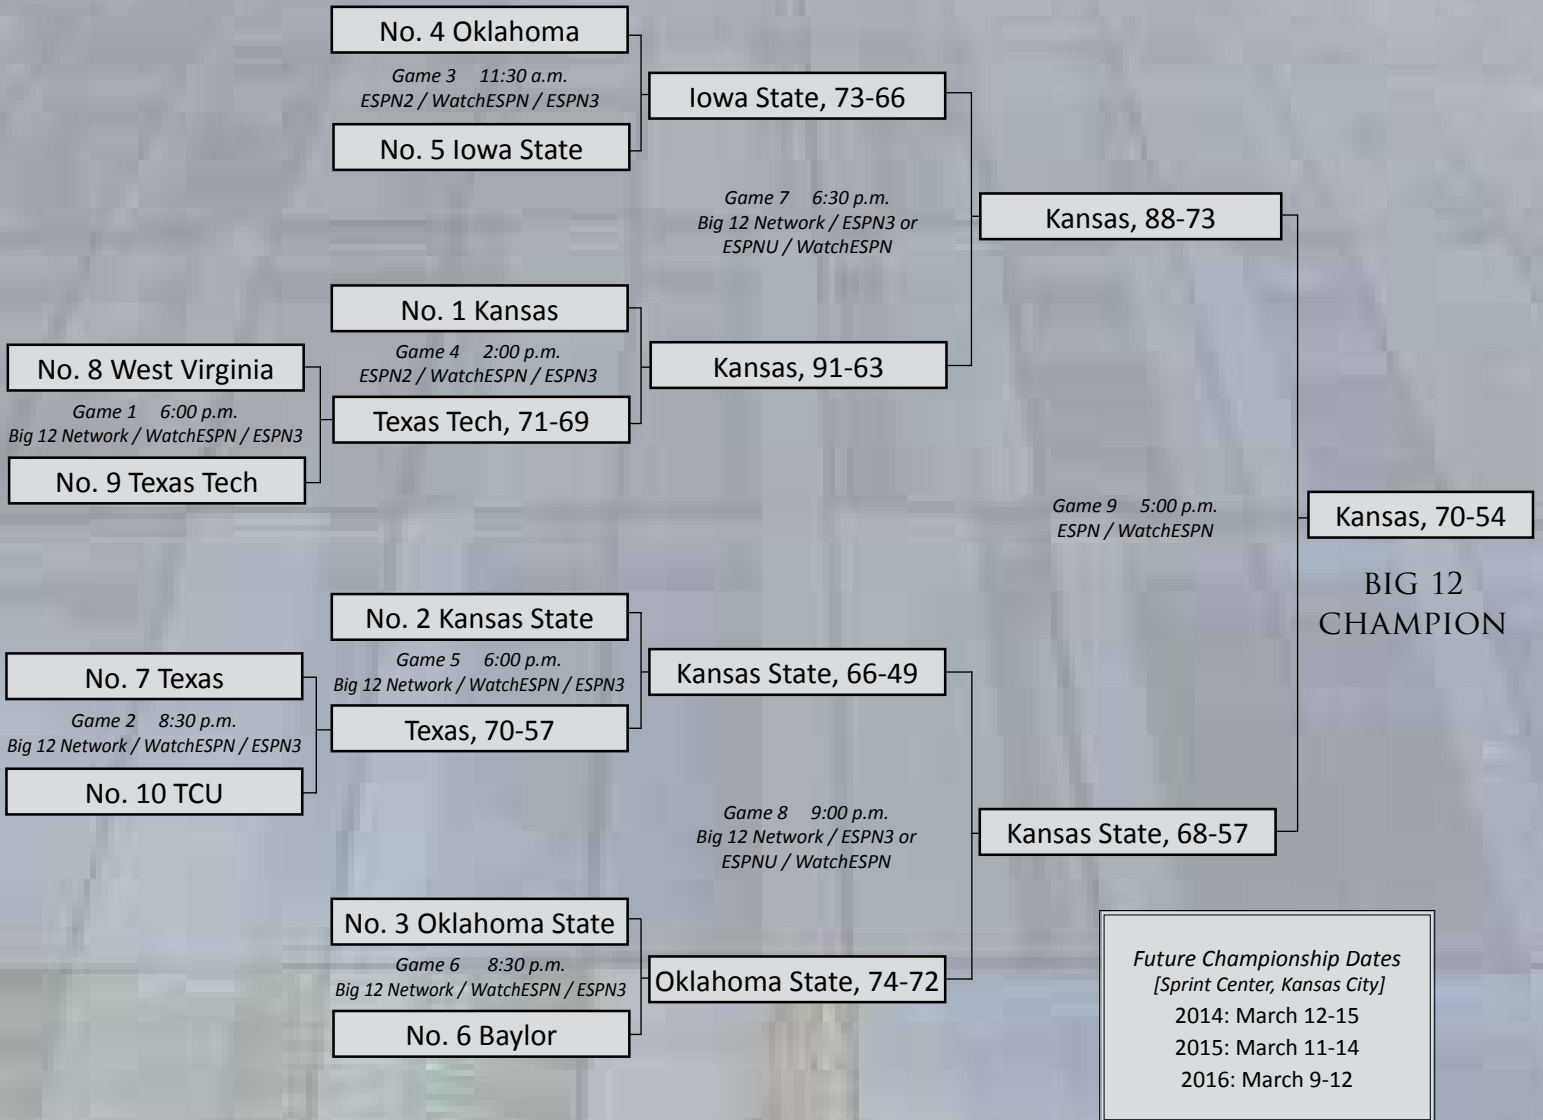 No. 4 Oklahoma
Game 3 11:30 a.m.
ESPN2 / WatchESPN / ESPN3
No. 5 Iowa State
Iowa State, 73-66
Game 7 6:30 p.m.
Big 12 Network / ESPN3 or
ESPNU / WatchESPN
Kansas, 88-73
No. 1 Kansas
Game 4 2:00 p.m.
ESPN2 / WatchESPN / ESPN3
Kansas, 91-63
No. 8 West Virginia
Game 1 6:00 p.m.
Big 12 Network / WatchESPN / ESPN3
Texas Tech, 71-69
No. 9 Texas Tech
Game 9 5:00 p.m.
ESPN / WatchESPN
Kansas, 70-54
BIG 12
CHAMPION
No. 2 Kansas State
Game 5 6:00 p.m.
Big 12 Network / WatchESPN / ESPN3
Kansas State, 66-49
No. 7 Texas
Game 2 8:30 p.m.
Big 12 Network / WatchESPN / ESPN3
Texas, 70-57
No. 10 TCU
Game 8 9:00 p.m.
Big 12 Network / ESPN3 or
ESPNU / WatchESPN
Kansas State, 68-57
No. 3 Oklahoma State
Game 6 8:30 p.m.
Big 12 Network / WatchESPN / ESPN3
Oklahoma State, 74-72
No. 6 Baylor
Future Championship Dates
[Sprint Center, Kansas City]
2014: March 12-15
2015: March 11-14
2016: March 9-12